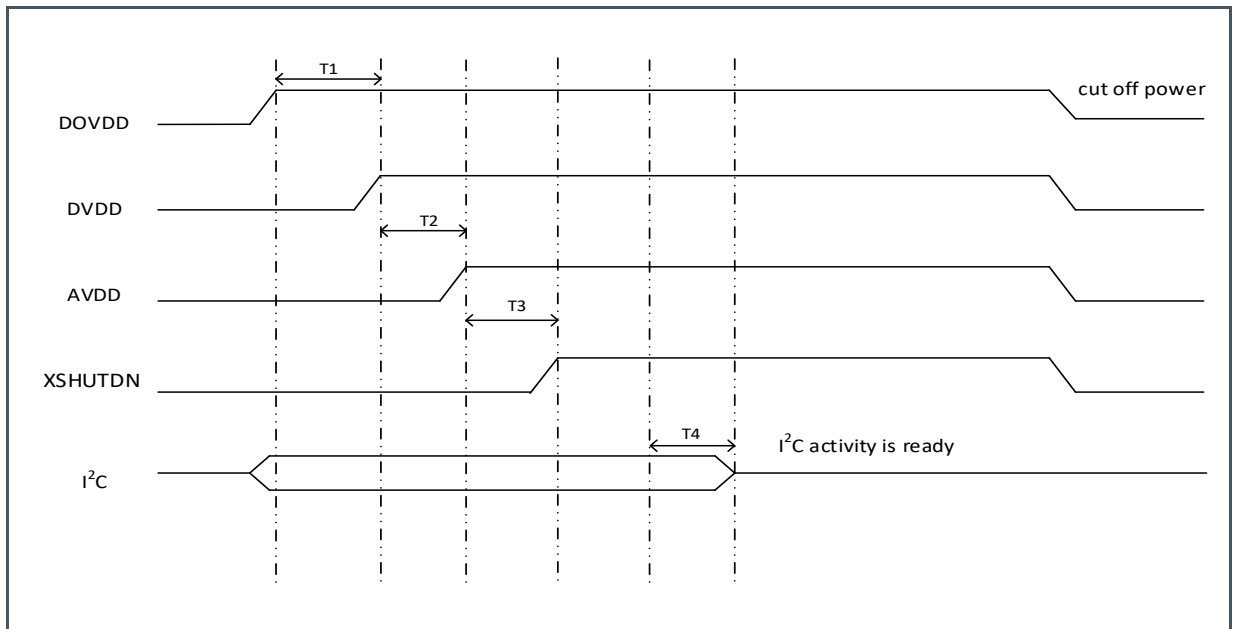 T1
cut off power
DOVDD
DVDD
T2
AVDD
T3
XSHUTDN
T4
I²C activity is ready
I²C